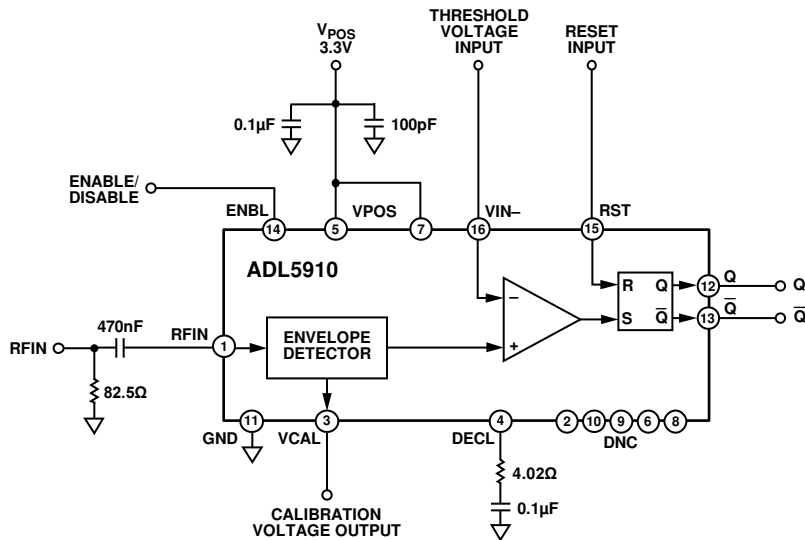 THRESHOLD
VOLTAGE
INPUT
RESET
INPUT
VPOS
3.3V
0.1µF
100pF
ENABLE/
DISABLE
ENBL
VPOS
VIN–
RST
14
5
7
16
15
ADL5910
R Q
S Q̅
12
Q
Q
13
Q̅
Q̅
–
+
470nF
RFIN
RFIN
1
ENVELOPE
DETECTOR
82.5Ω
11
3
4
2
10
9
6
8
GND
VCAL
DECL
DNC
4.02Ω
0.1µF
CALIBRATION
VOLTAGE OUTPUT